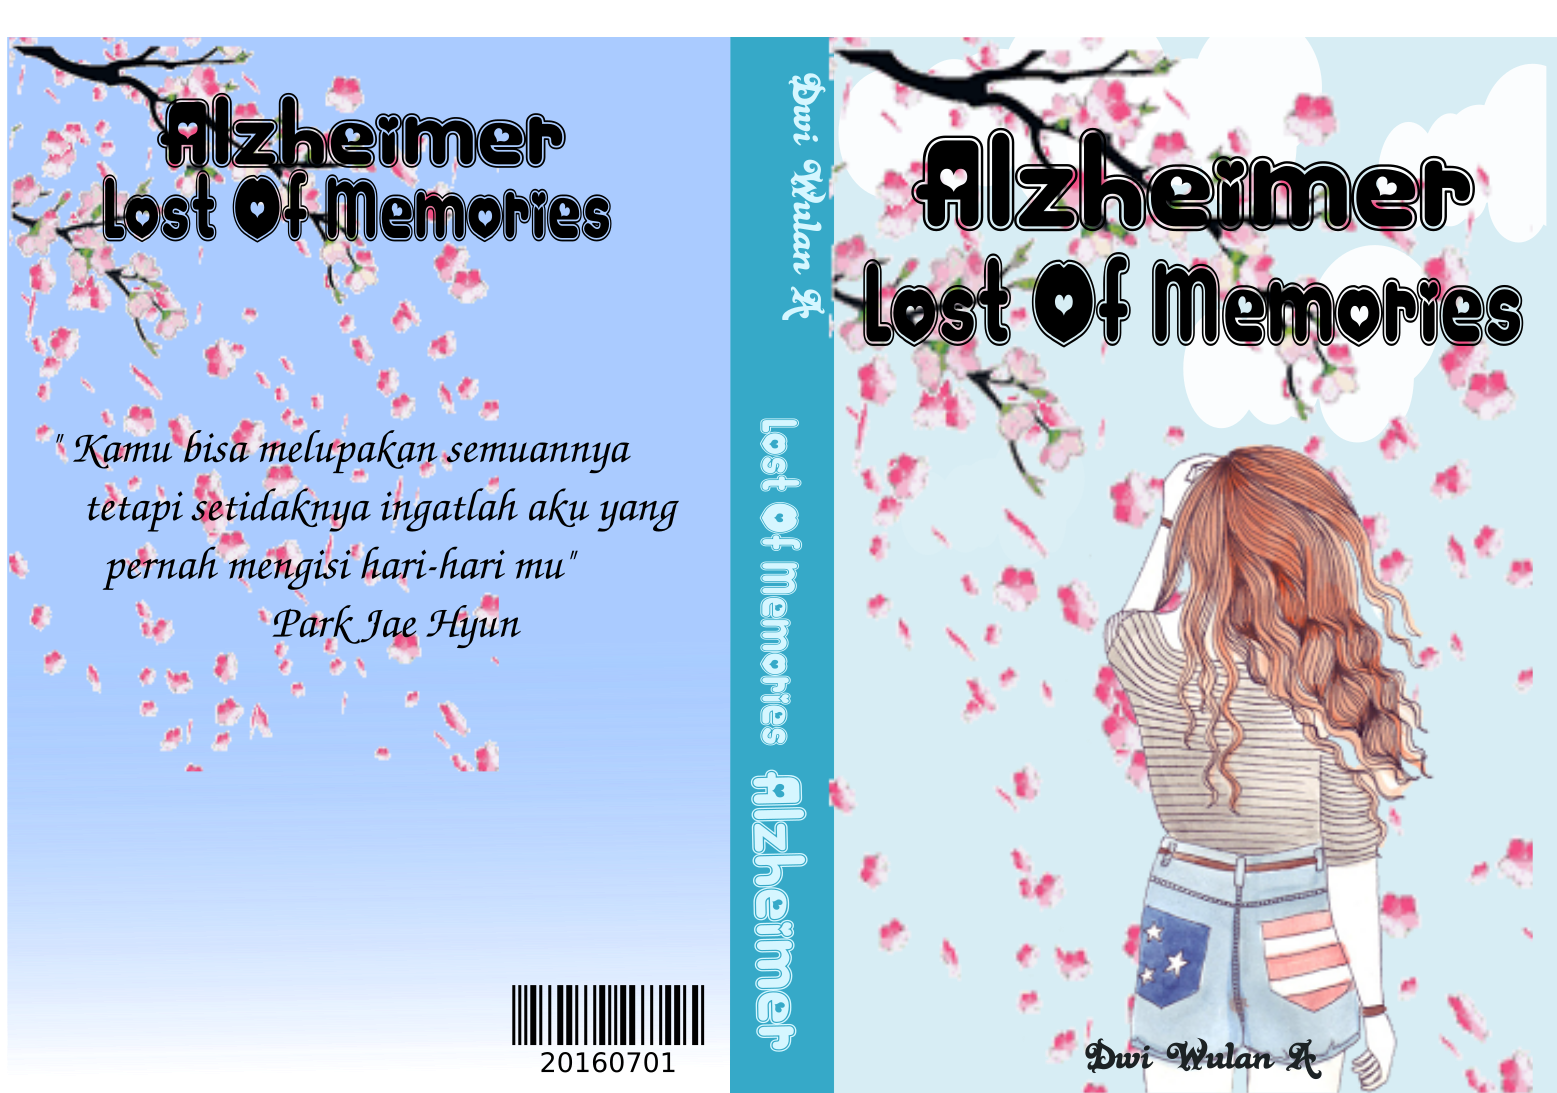 Alzheimer
Lost Of Memories
" Kamu bisa melupakan semuannya
tetapi setidaknya ingatlah aku yang
pernah mengisi hari-hari mu"
Park Jae Hyun
20160701
Dwi Wulan A
Lost Of Memories
Alzheimer
Alzheimer
Lost Of Memories
Dwi Wulan A